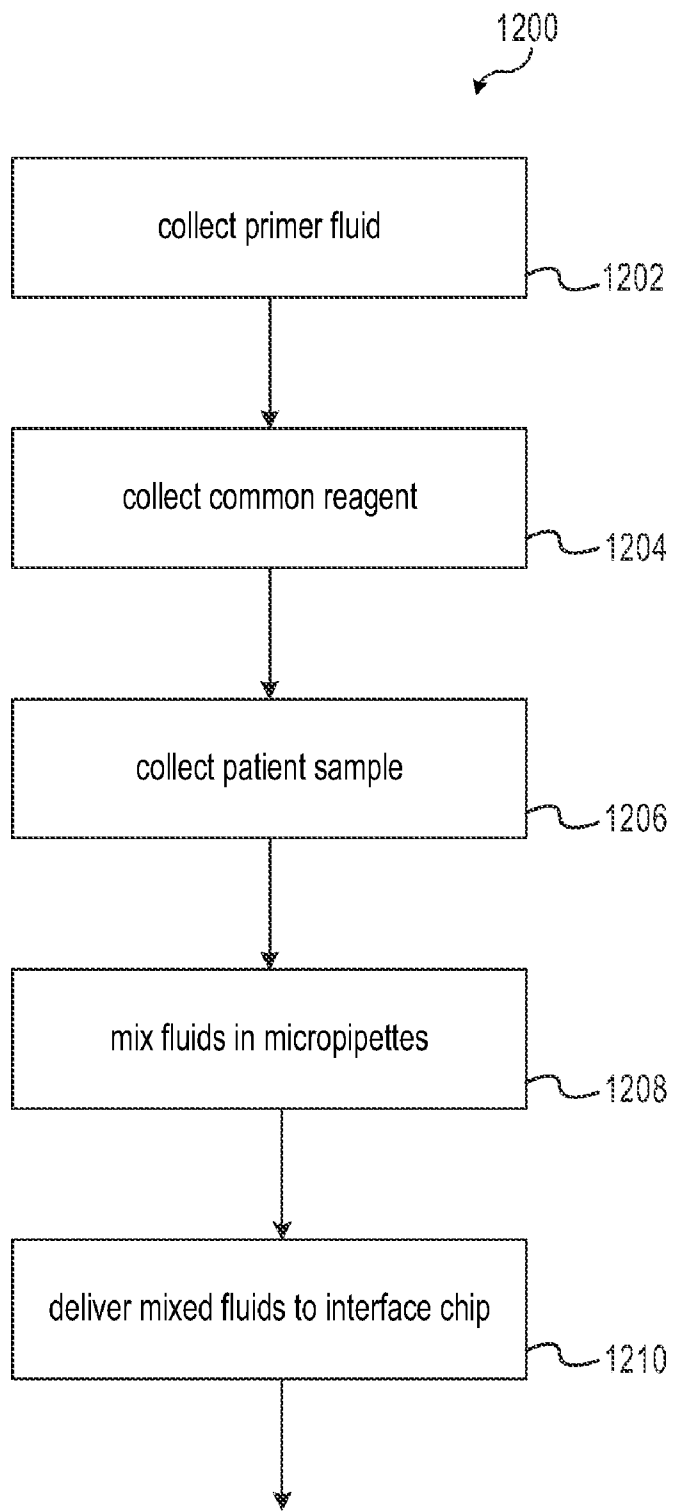 1200
collect primer fluid
1202
collect common reagent
1204
collect patient sample
1206
mix fluids in micropipettes
1208
deliver mixed fluids to interface chip
1210